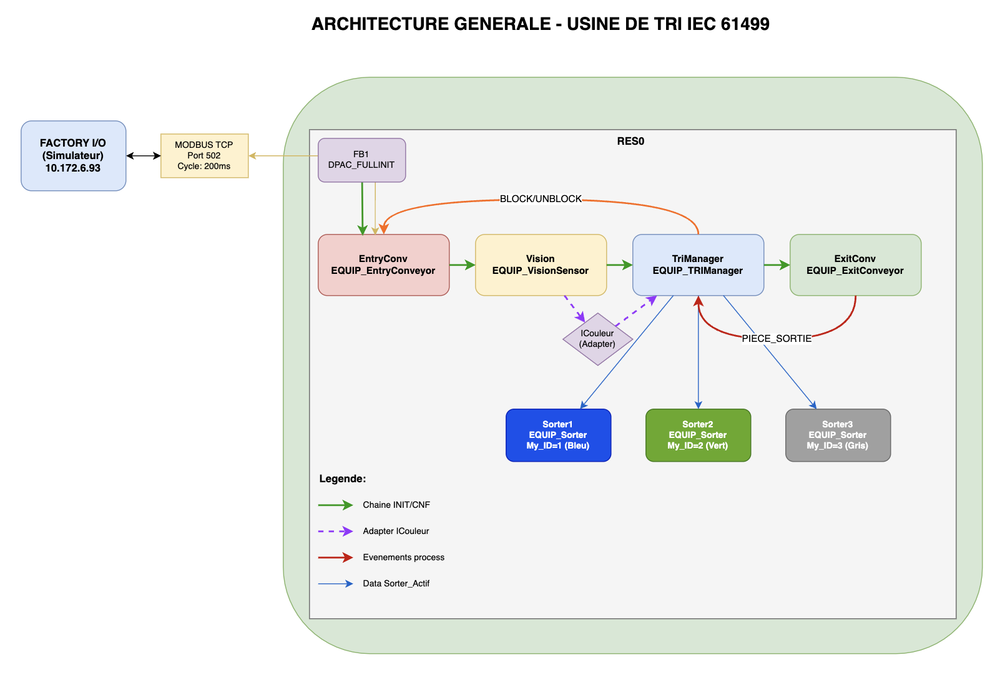 ARCHITECTURE GENERALE - USINE DE TRI IEC 61499
FACTORY I/O
(Simulateur)
10.172.6.93
MODBUS TCP
Port 502
Cycle: 200ms
FB1
DPAC_FULLINIT
RES0
BLOCK/UNBLOCK
EntryConv
EQUIP_EntryConveyor
Vision
EQUIP_VisionSensor
TriManager
EQUIP_TRIManager
ExitConv
EQUIP_ExitConveyor
ICouleur
(Adapter)
PIECE_SORTIE
Sorter1
EQUIP_Sorter
My_ID=1 (Bleu)
Sorter2
EQUIP_Sorter
My_ID=2 (Vert)
Sorter3
EQUIP_Sorter
My_ID=3 (Gris)
Legende:
Chaine INIT/CNF
Adapter ICouleur
Evenements process
Data Sorter_Actif